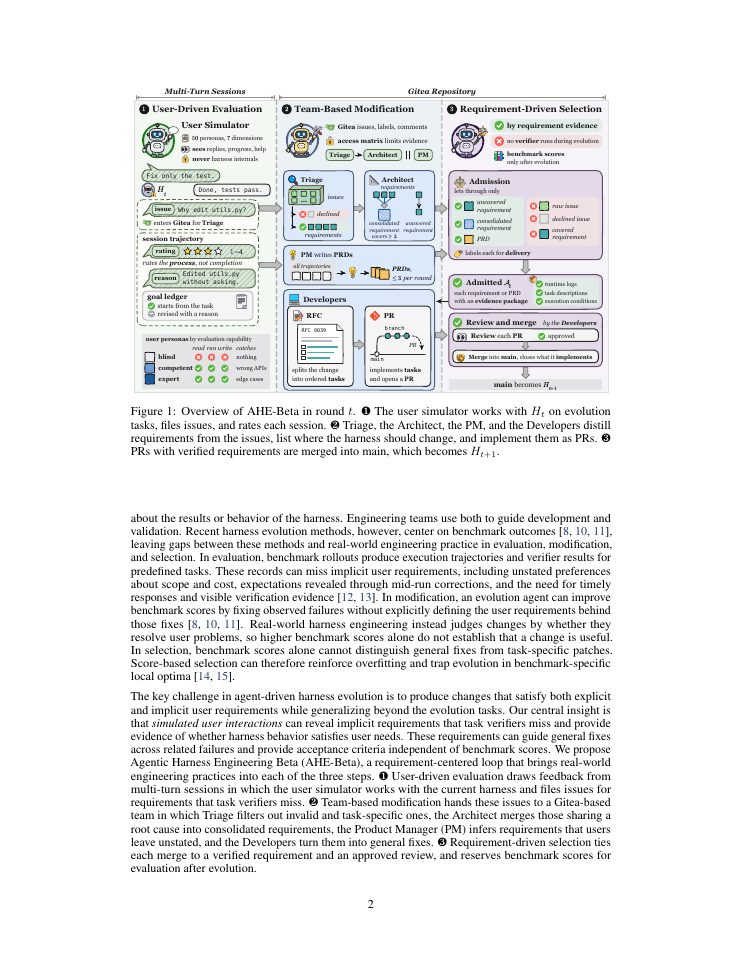 Multi-Turn Sessions
Gitea Repository
❶ User-Driven Evaluation
User Simulator
50 personas, 7 dimensions
sees replies, progress, help
never harness internals
Fix only the test.
H_t
Done, tests pass.
issue Why edit utils.py?
enters Gitea for Triage
session trajectory
rating 1–4
rates the process, not completion
reason Edited utils.py
without asking.
goal ledger
starts from the task
revised with a reason
user personas by evaluation capability
read run write catches
blind nothing
competent wrong APIs
expert edge cases
❷ Team-Based Modification
Gitea issues, labels, comments
access matrix limits evidence
Triage Architect || PM
Triage
issues
declined
requirements
Architect
requirements
consolidated
requirement
covers ≥ 2
uncovered
requirement
PM writes PRDs
all trajectories
PRDs,
≤ 3 per round
Developers
RFC
RFC 0039
splits the change
into ordered tasks
PR
branch
PR
main
implements tasks
and opens a PR
❸ Requirement-Driven Selection
by requirement evidence
no verifier runs during evolution
benchmark scores
only after evolution
Admission
lets through only
uncovered
requirement
consolidated
requirement
PRD
raw issue
declined issue
covered
requirement
labels each for delivery
Admitted A_t
each requirement or PRD
with an evidence package
runtime logs
task descriptions
execution conditions
Review and merge by the Developers
Review each PR approved
Merge into main, closes what it implements
main becomes H_{t+1}
Figure 1: Overview of AHE-Beta in round t. ❶ The user simulator works with H_t on evolution
tasks, files issues, and rates each session. ❷ Triage, the Architect, the PM, and the Developers distill
requirements from the issues, list where the harness should change, and implement them as PRs. ❸
PRs with verified requirements are merged into main, which becomes H_{t+1}.
about the results or behavior of the harness. Engineering teams use both to guide development and
validation. Recent harness evolution methods, however, center on benchmark outcomes [8, 10, 11],
leaving gaps between these methods and real-world engineering practice in evaluation, modification,
and selection. In evaluation, benchmark rollouts produce execution trajectories and verifier results for
predefined tasks. These records can miss implicit user requirements, including unstated preferences
about scope and cost, expectations revealed through mid-run corrections, and the need for timely
responses and visible verification evidence [12, 13]. In modification, an evolution agent can improve
benchmark scores by fixing observed failures without explicitly defining the user requirements behind
those fixes [8, 10, 11]. Real-world harness engineering instead judges changes by whether they
resolve user problems, so higher benchmark scores alone do not establish that a change is useful.
In selection, benchmark scores alone cannot distinguish general fixes from task-specific patches.
Score-based selection can therefore reinforce overfitting and trap evolution in benchmark-specific
local optima [14, 15].
The key challenge in agent-driven harness evolution is to produce changes that satisfy both explicit
and implicit user requirements while generalizing beyond the evolution tasks. Our central insight is
that simulated user interactions can reveal implicit requirements that task verifiers miss and provide
evidence of whether harness behavior satisfies user needs. These requirements can guide general fixes
across related failures and provide acceptance criteria independent of benchmark scores. We propose
Agentic Harness Engineering Beta (AHE-Beta), a requirement-centered loop that brings real-world
engineering practices into each of the three steps. ❶ User-driven evaluation draws feedback from
multi-turn sessions in which the user simulator works with the current harness and files issues for
requirements that task verifiers miss. ❷ Team-based modification hands these issues to a Gitea-based
team in which Triage filters out invalid and task-specific ones, the Architect merges those sharing a
root cause into consolidated requirements, the Product Manager (PM) infers requirements that users
leave unstated, and the Developers turn them into general fixes. ❸ Requirement-driven selection ties
each merge to a verified requirement and an approved review, and reserves benchmark scores for
evaluation after evolution.
2